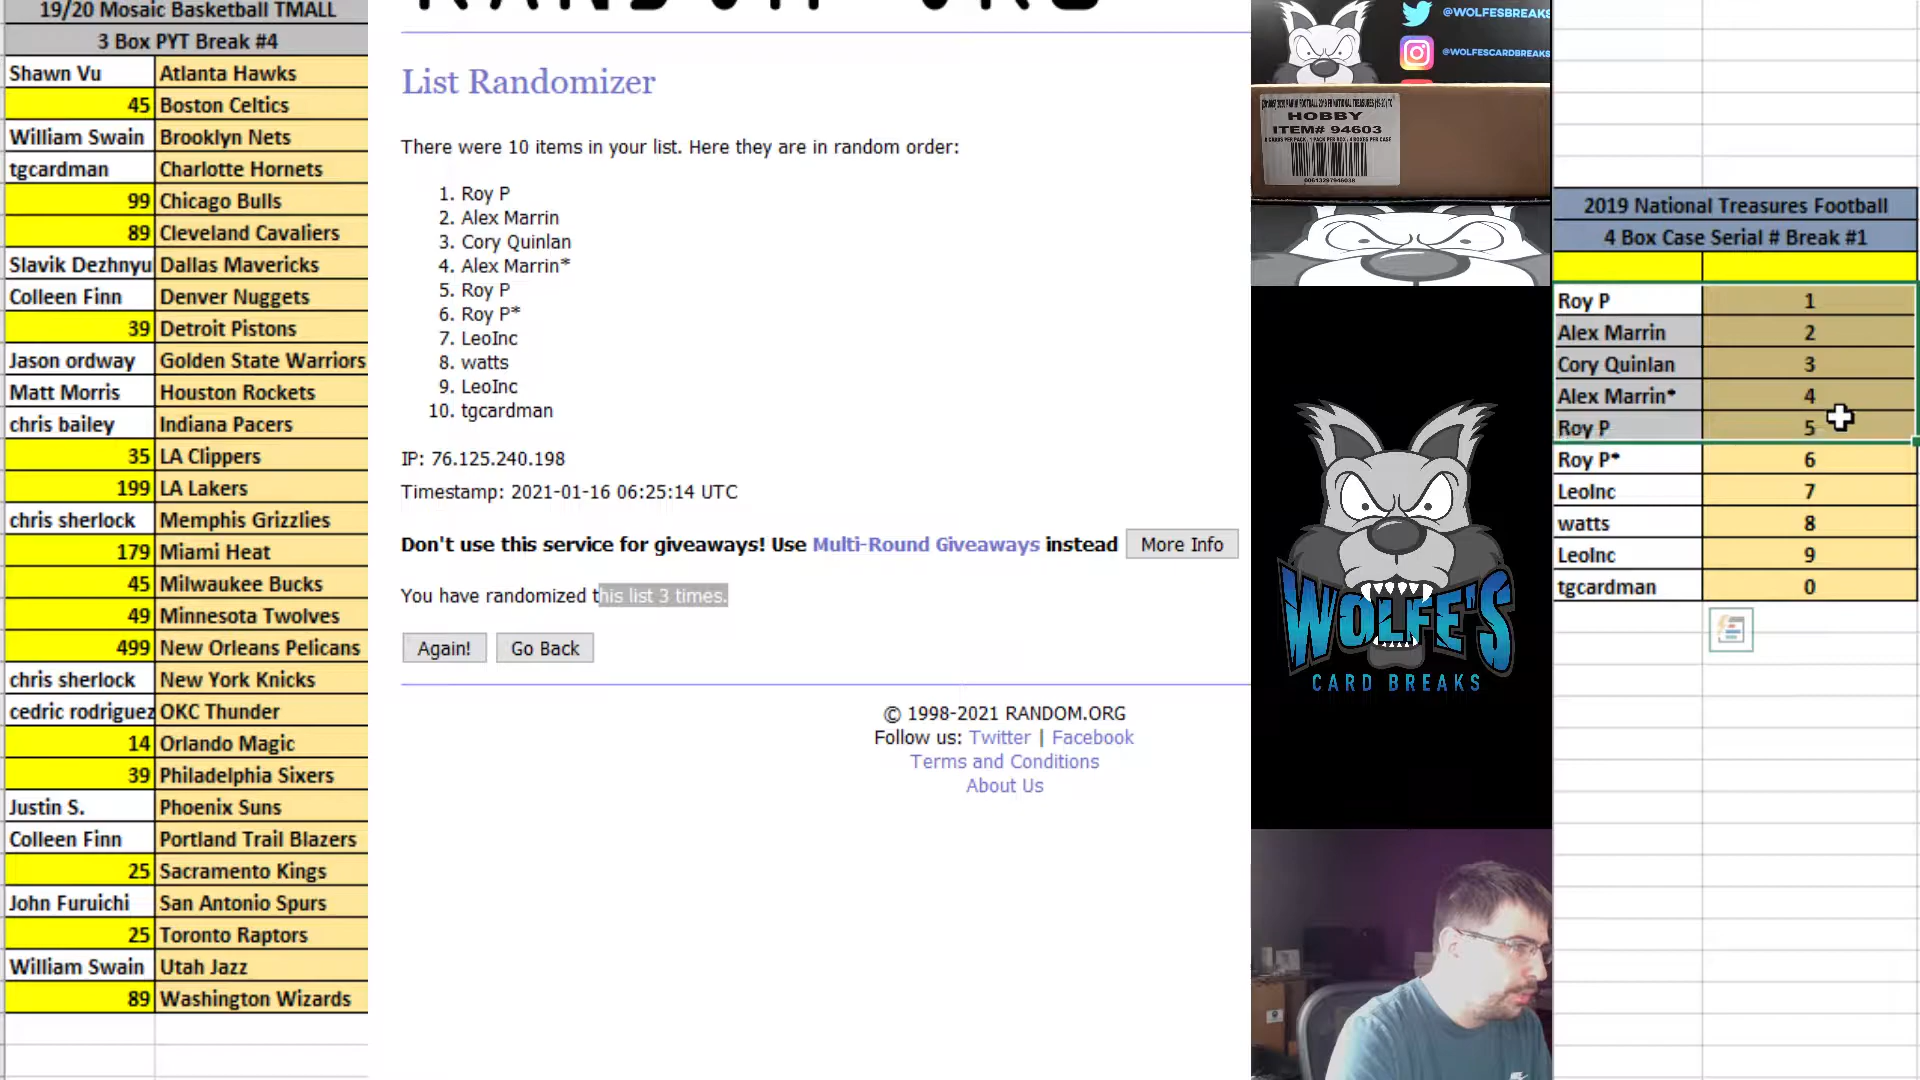 19/20 Mosaic Basketball TMALL
3 Box PYT Break #4
Shawn Vu Atlanta Hawks
45 Boston Celtics
William Swain Brooklyn Nets
tgcardman Charlotte Hornets
99 Chicago Bulls
89 Cleveland Cavaliers
Slavik Dezhnyu Dallas Mavericks
Colleen Finn Denver Nuggets
39 Detroit Pistons
Jason ordway Golden State Warriors
Matt Morris Houston Rockets
chris bailey Indiana Pacers
35 LA Clippers
199 LA Lakers
chris sherlock Memphis Grizzlies
179 Miami Heat
45 Milwaukee Bucks
49 Minnesota Twolves
499 New Orleans Pelicans
chris sherlock New York Knicks
cedric rodriguez OKC Thunder
14 Orlando Magic
39 Philadelphia Sixers
Justin S. Phoenix Suns
Colleen Finn Portland Trail Blazers
25 Sacramento Kings
John Furuichi San Antonio Spurs
25 Toronto Raptors
William Swain Utah Jazz
89 Washington Wizards
List Randomizer
There were 10 items in your list. Here they are in random order:
1. Roy P
2. Alex Marrin
3. Cory Quinlan
4. Alex Marrin*
5. Roy P
6. Roy P*
7. LeoInc
8. watts
9. LeoInc
10. tgcardman
IP: 76.125.240.198
Timestamp: 2021-01-16 06:25:14 UTC
Don't use this service for giveaways! Use Multi-Round Giveaways instead More Info
You have randomized this list 3 times.
Again! Go Back
© 1998-2021 RANDOM.ORG
Follow us: Twitter | Facebook
Terms and Conditions
About Us
@WOLFESBREAKS
@WOLFESCARDBREAKS
HOBBY
ITEM# 94603
WOLFE'S
CARD BREAKS
2019 National Treasures Football
4 Box Case Serial # Break #1
Roy P 1
Alex Marrin 2
Cory Quinlan 3
Alex Marrin* 4
Roy P 5
Roy P* 6
LeoInc 7
watts 8
LeoInc 9
tgcardman 0